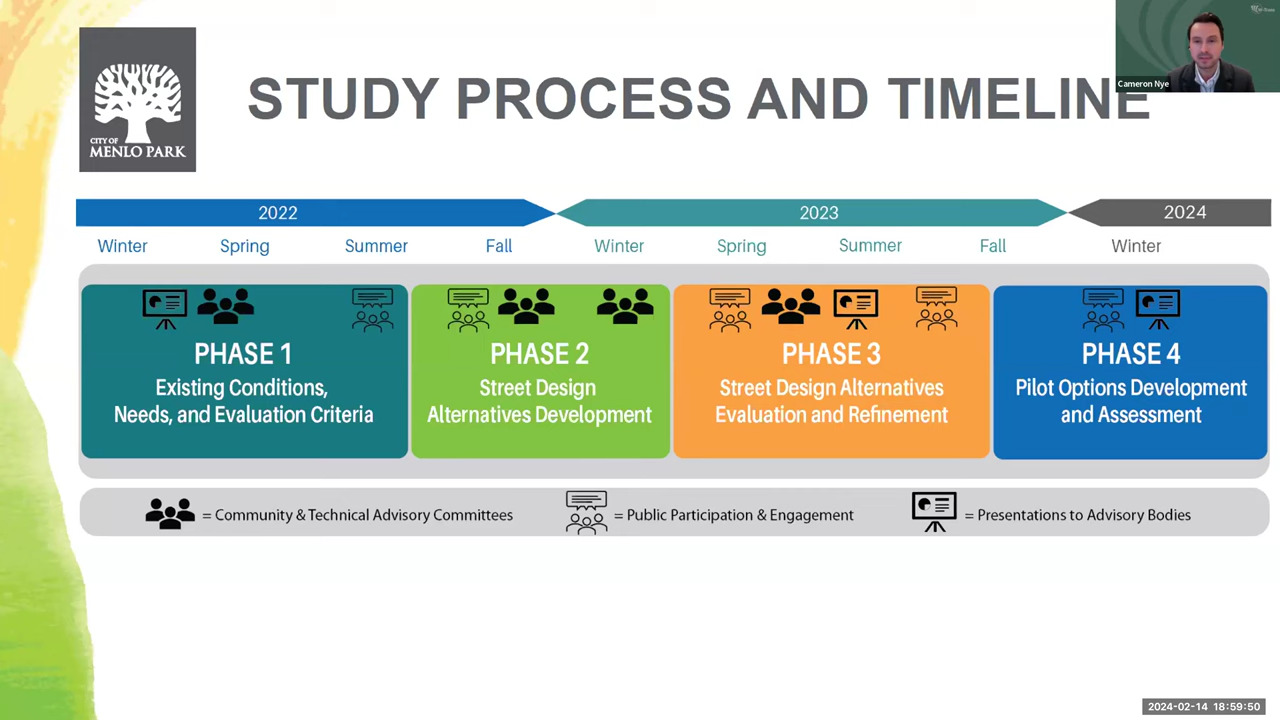 CITY OF
MENLO PARK
STUDY PROCESS AND TIMELINE
Cameron Nye
2022 2023 2024
Winter Spring Summer Fall Winter Spring Summer Fall Winter
PHASE 1
Existing Conditions,
Needs, and Evaluation Criteria
PHASE 2
Street Design
Alternatives Development
PHASE 3
Street Design Alternatives
Evaluation and Refinement
PHASE 4
Pilot Options Development
and Assessment
= Community & Technical Advisory Committees
= Public Participation & Engagement
= Presentations to Advisory Bodies
2024-02-14 18:59:50